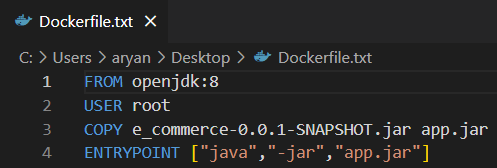 Dockerfile.txt
C: > Users > aryan > Desktop > Dockerfile.txt
1 FROM openjdk:8
2 USER root
3 COPY e_commerce-0.0.1-SNAPSHOT.jar app.jar
4 ENTRYPOINT ["java","-jar","app.jar"]